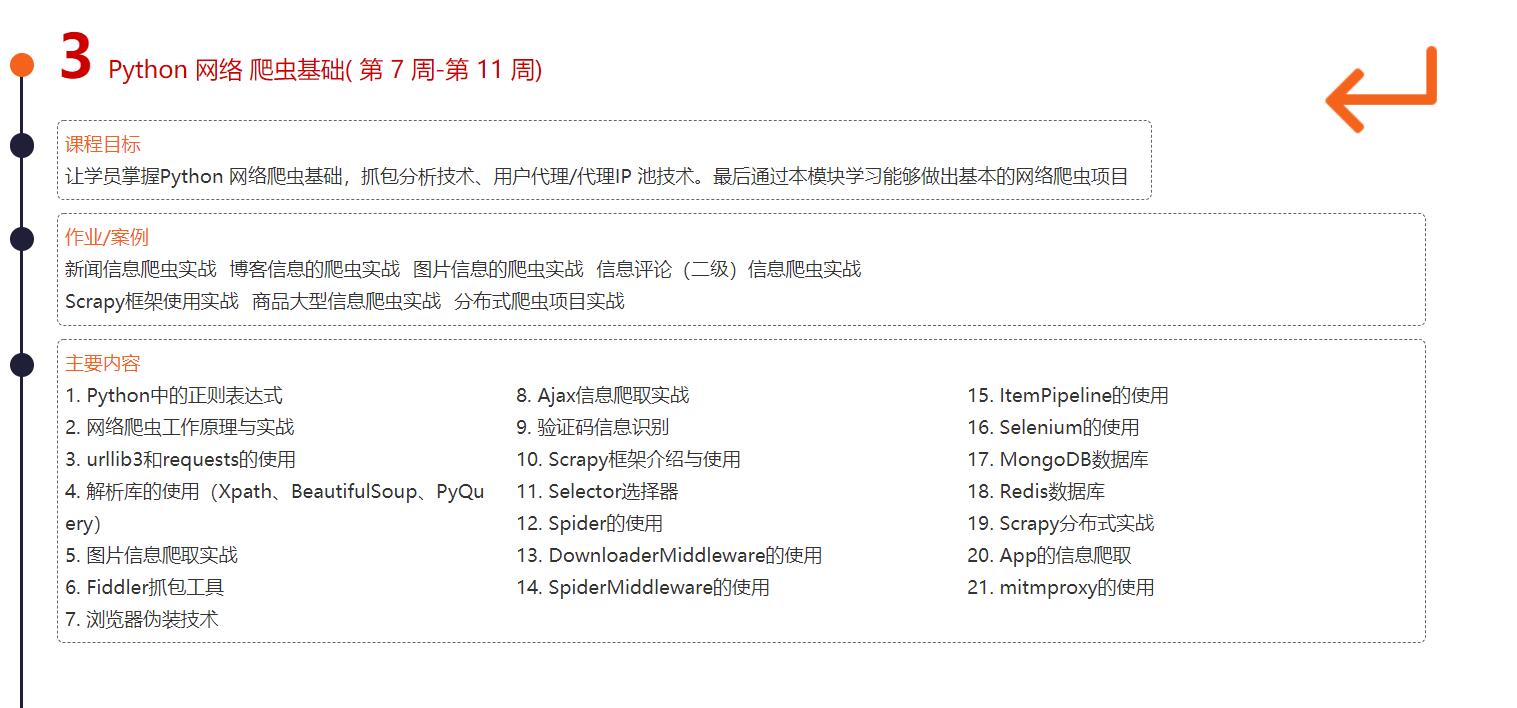 3 Python 网络 爬虫基础( 第 7 周-第 11 周)
课程目标
让学员掌握Python 网络爬虫基础，抓包分析技术、用户代理/代理IP 池技术。最后通过本模块学习能够做出基本的网络爬虫项目
作业/案例
新闻信息爬虫实战 博客信息的爬虫实战 图片信息的爬虫实战 信息评论（二级）信息爬虫实战
Scrapy框架使用实战 商品大型信息爬虫实战 分布式爬虫项目实战
主要内容
1. Python中的正则表达式
2. 网络爬虫工作原理与实战
3. urllib3和requests的使用
4. 解析库的使用（Xpath、BeautifulSoup、PyQu
ery）
5. 图片信息爬取实战
6. Fiddler抓包工具
7. 浏览器伪装技术
8. Ajax信息爬取实战
9. 验证码信息识别
10. Scrapy框架介绍与使用
11. Selector选择器
12. Spider的使用
13. DownloaderMiddleware的使用
14. SpiderMiddleware的使用
15. ItemPipeline的使用
16. Selenium的使用
17. MongoDB数据库
18. Redis数据库
19. Scrapy分布式实战
20. App的信息爬取
21. mitmproxy的使用